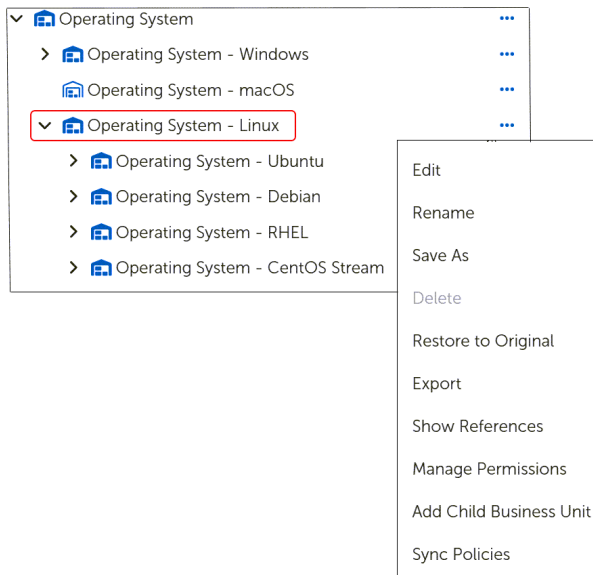 Operating System
Operating System - Windows
Operating System - macOS
Operating System - Linux
Operating System - Ubuntu
Operating System - Debian
Operating System - RHEL
Operating System - CentOS Stream
Edit
Rename
Save As
Delete
Restore to Original
Export
Show References
Manage Permissions
Add Child Business Unit
Sync Policies